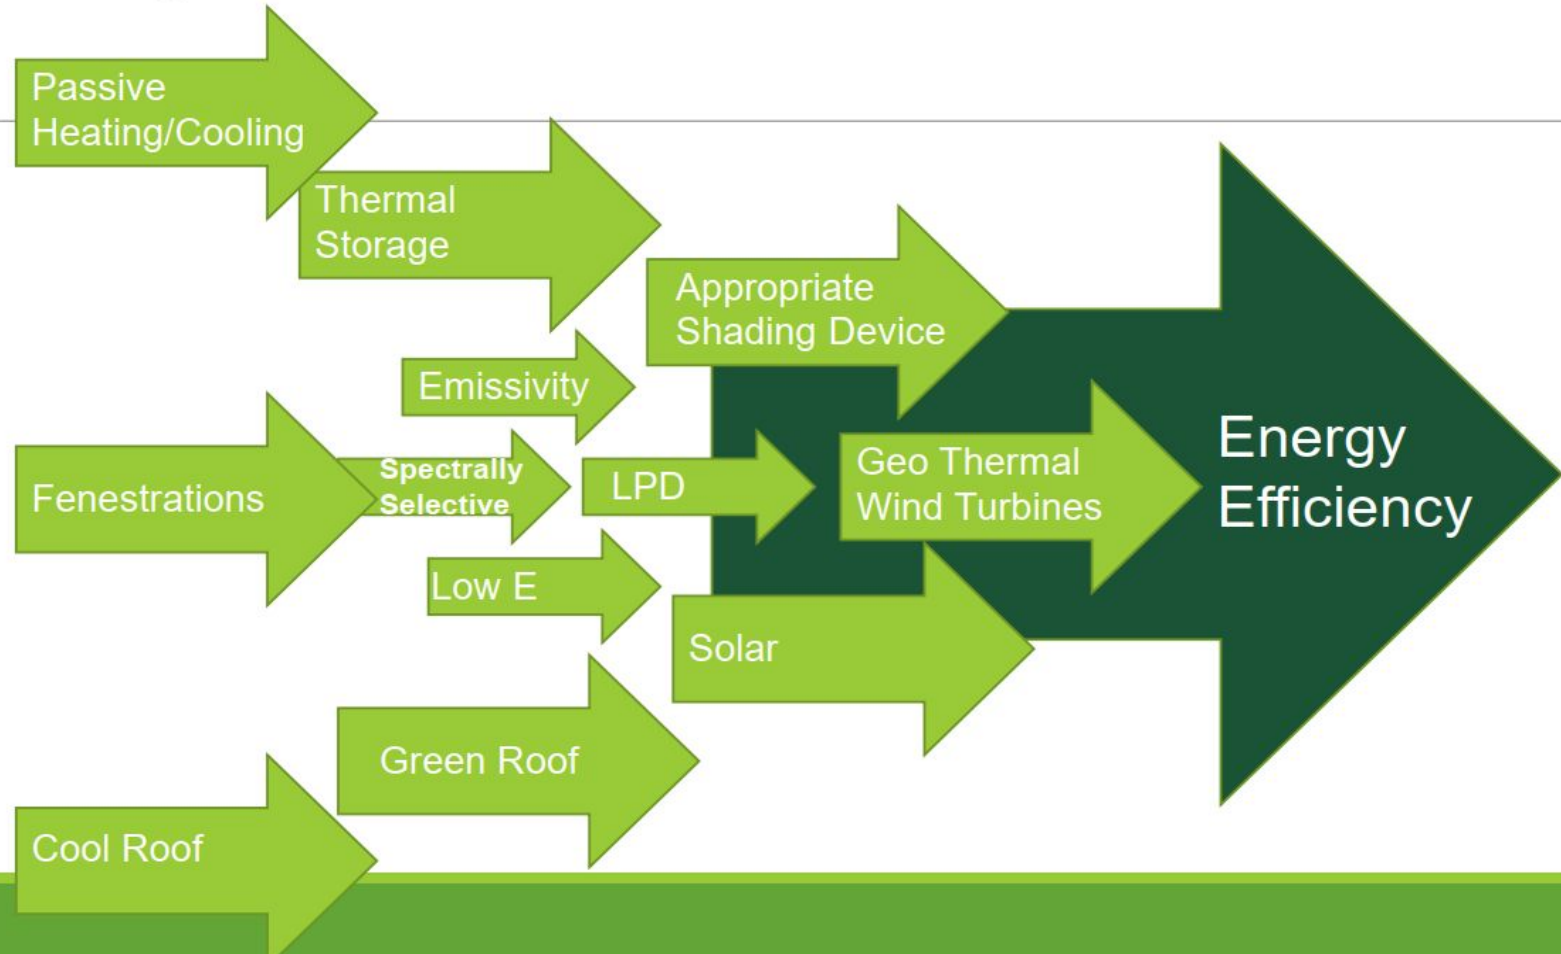 Passive
Heating/Cooling
Thermal
Storage
Appropriate
Shading Device
Emissivity
Fenestrations
Spectrally
Selective
LPD
Geo Thermal
Wind Turbines
Energy
Efficiency
Low E
Solar
Green Roof
Cool Roof